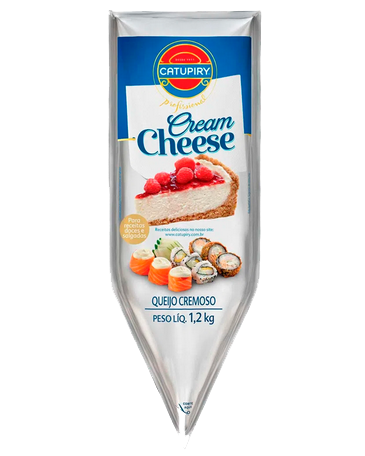 DESDE 1911
CATUPIRY
profissional
Cream
Cheese
Para
receitas
doces e
salgadas
Receitas deliciosas no nosso site:
www.catupiry.com.br
QUEIJO CREMOSO
PESO LÍQ. 1,2 kg